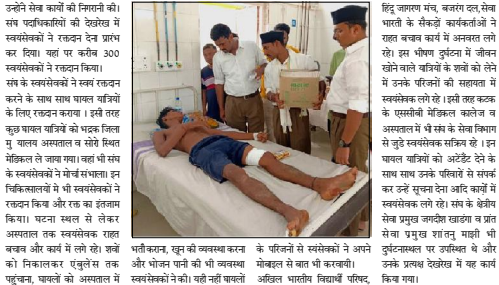 उन्होंने सेवा कार्यो की निगरानी की।
संघ पदाधिकारियों की देखरेख में
स्वयंसेवकों ने रक्तदान देना प्रारंभ
कर दिया। यहां पर करीब 300
स्वयसेवकों ने रक्तदान किया।
संघ के स्वयंसेवकों ने स्वयं रक्तदान
करने के साथ साथ घायल यात्रियों
के लिए रक्तदान कराया । इसी तरह
कुछ घायल यात्रियों को भद्रक जिला
मु यालय अस्पताल व सोरो स्थित
मेडिकल ले जाया गया। वहां भी संघ
के स्वयंसेवकों ने मोर्चा संभाला। इन
चिकित्सालयों में भी स्वयंसेवकों ने
रक्तदान किया और रक्त का इंतजाम
किया। घटना स्थल से लेकर
अस्पताल तक स्वयंसेवक राहत
बचाव और कार्य में लगे रहे। शवों
को निकालकर एंबुलेंस तक
पहुंचाना, घायलों को अस्पताल में
भर्ती कराना, खून की व्यवस्था करना
और भोजन पानी की भी व्यवस्था
स्वयंसेवकों ने की। यही नहीं घायलों
के परिजनों से स्यंसेवकों ने अपने
मोबाइल से बात भी करवायी।
अखिल भारतीय विद्यार्थी परिषद,
हिंदू जागरण मंच, बजरंग दल,सेवा
भारती के सैकड़ों कार्यकर्ताओं ने
राहत बचाव कार्य में अनवरत लगे
रहे। इस भीषण दुर्घटना में जीवन
खोने वाले यात्रियों के शवों को लेने
में उनके परिजनों की सहायता में
स्वयंसेवक लगे रहे । इसी तरह कटक
के एससीबी मेडिकल कालेज व
अस्पताल में भी संघ के सेवा विभाग
से जुडे स्वयंसेवक सक्रिय रहे । इन
घायल यात्रियों को अटेंडेंट देने के
साथ साथ उनके परिवारों से संपर्क
कर उन्हें सूचना देना आदि कार्यों में
स्वयंसेवक लगे रहे। संघ के क्षेत्रीय
सेवा प्रमुख जगदीश खाडंगा व प्रांत
सेवा प्रमुख शांतनु माझी भी
दुर्घटनास्थल पर उपस्थित थे और
उनके प्रत्यक्ष देखरेख में यह कार्य
किया गया।